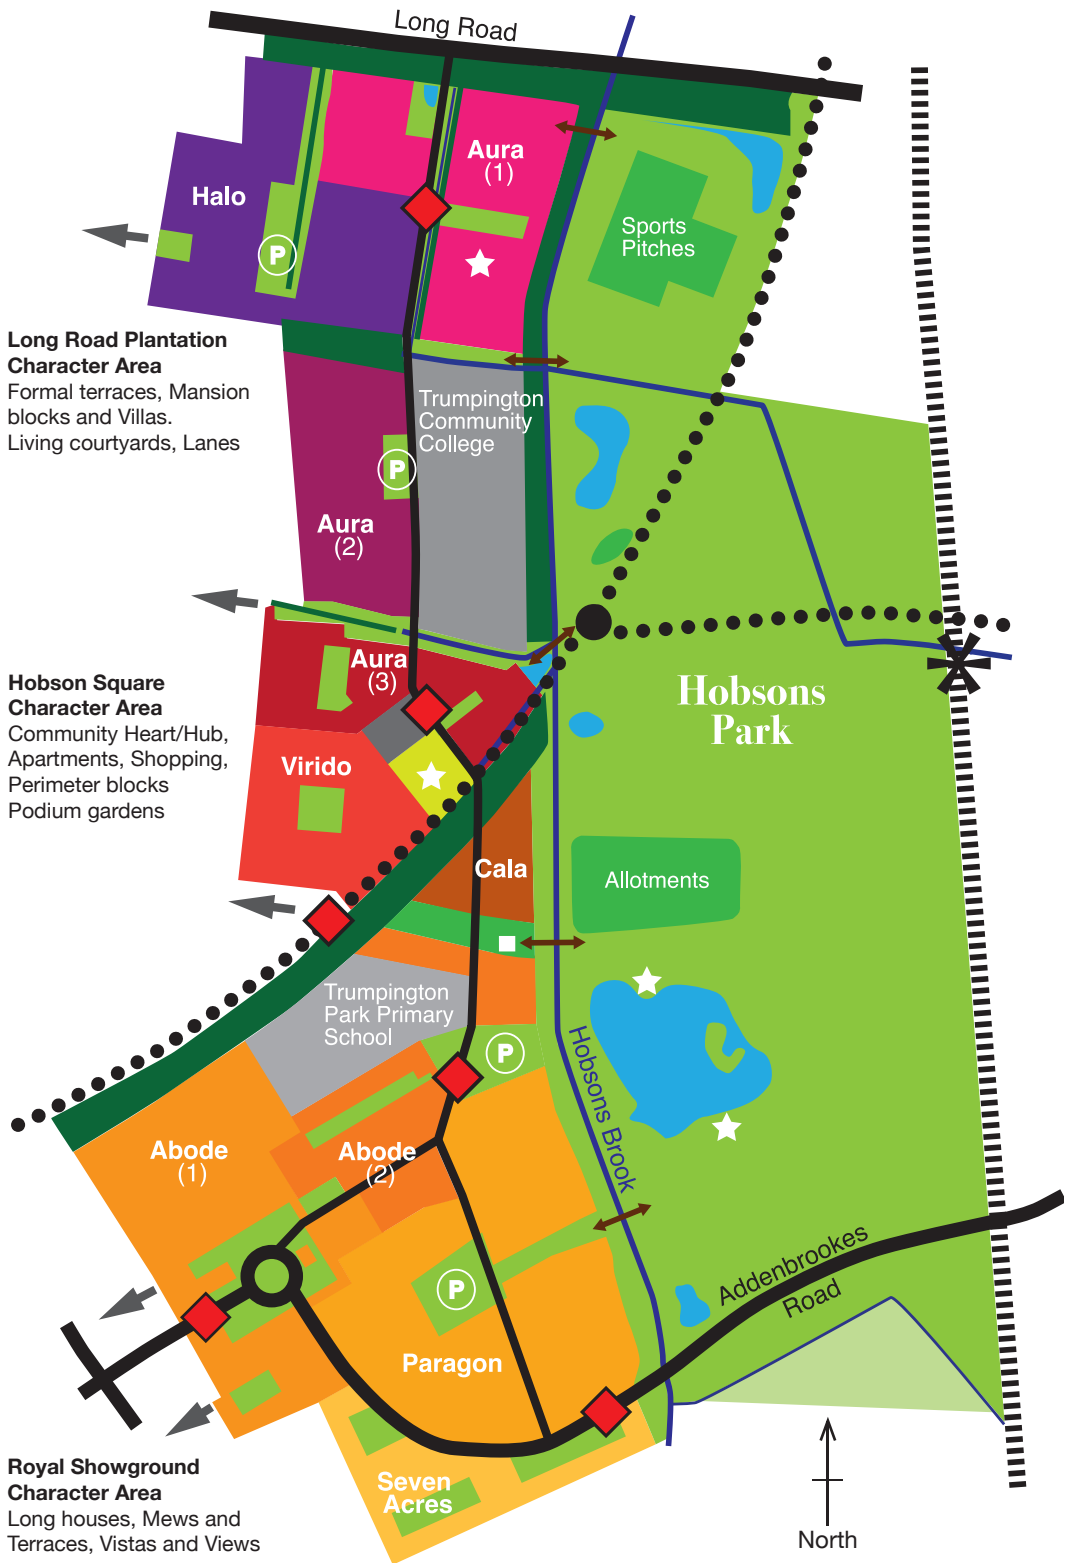 Long Road
Aura
(1)
Halo
Sports
Pitches
P
Long Road Plantation
Character Area
Formal terraces, Mansion
blocks and Villas.
Living courtyards, Lanes
Trumpington
Community
College
P
Aura
(2)
Aura
(3)
Hobson Square
Character Area
Community Heart/Hub,
Apartments, Shopping,
Perimeter blocks
Podium gardens
Hobsons
Park
Virido
Cala
Allotments
Trumpington
Park Primary
School
P
Hobsons Brook
Abode
(1)
Abode
(2)
P
Addenbrookes
Road
Paragon
Royal Showground
Character Area
Long houses, Mews and
Terraces, Vistas and Views
Seven
Acres
North